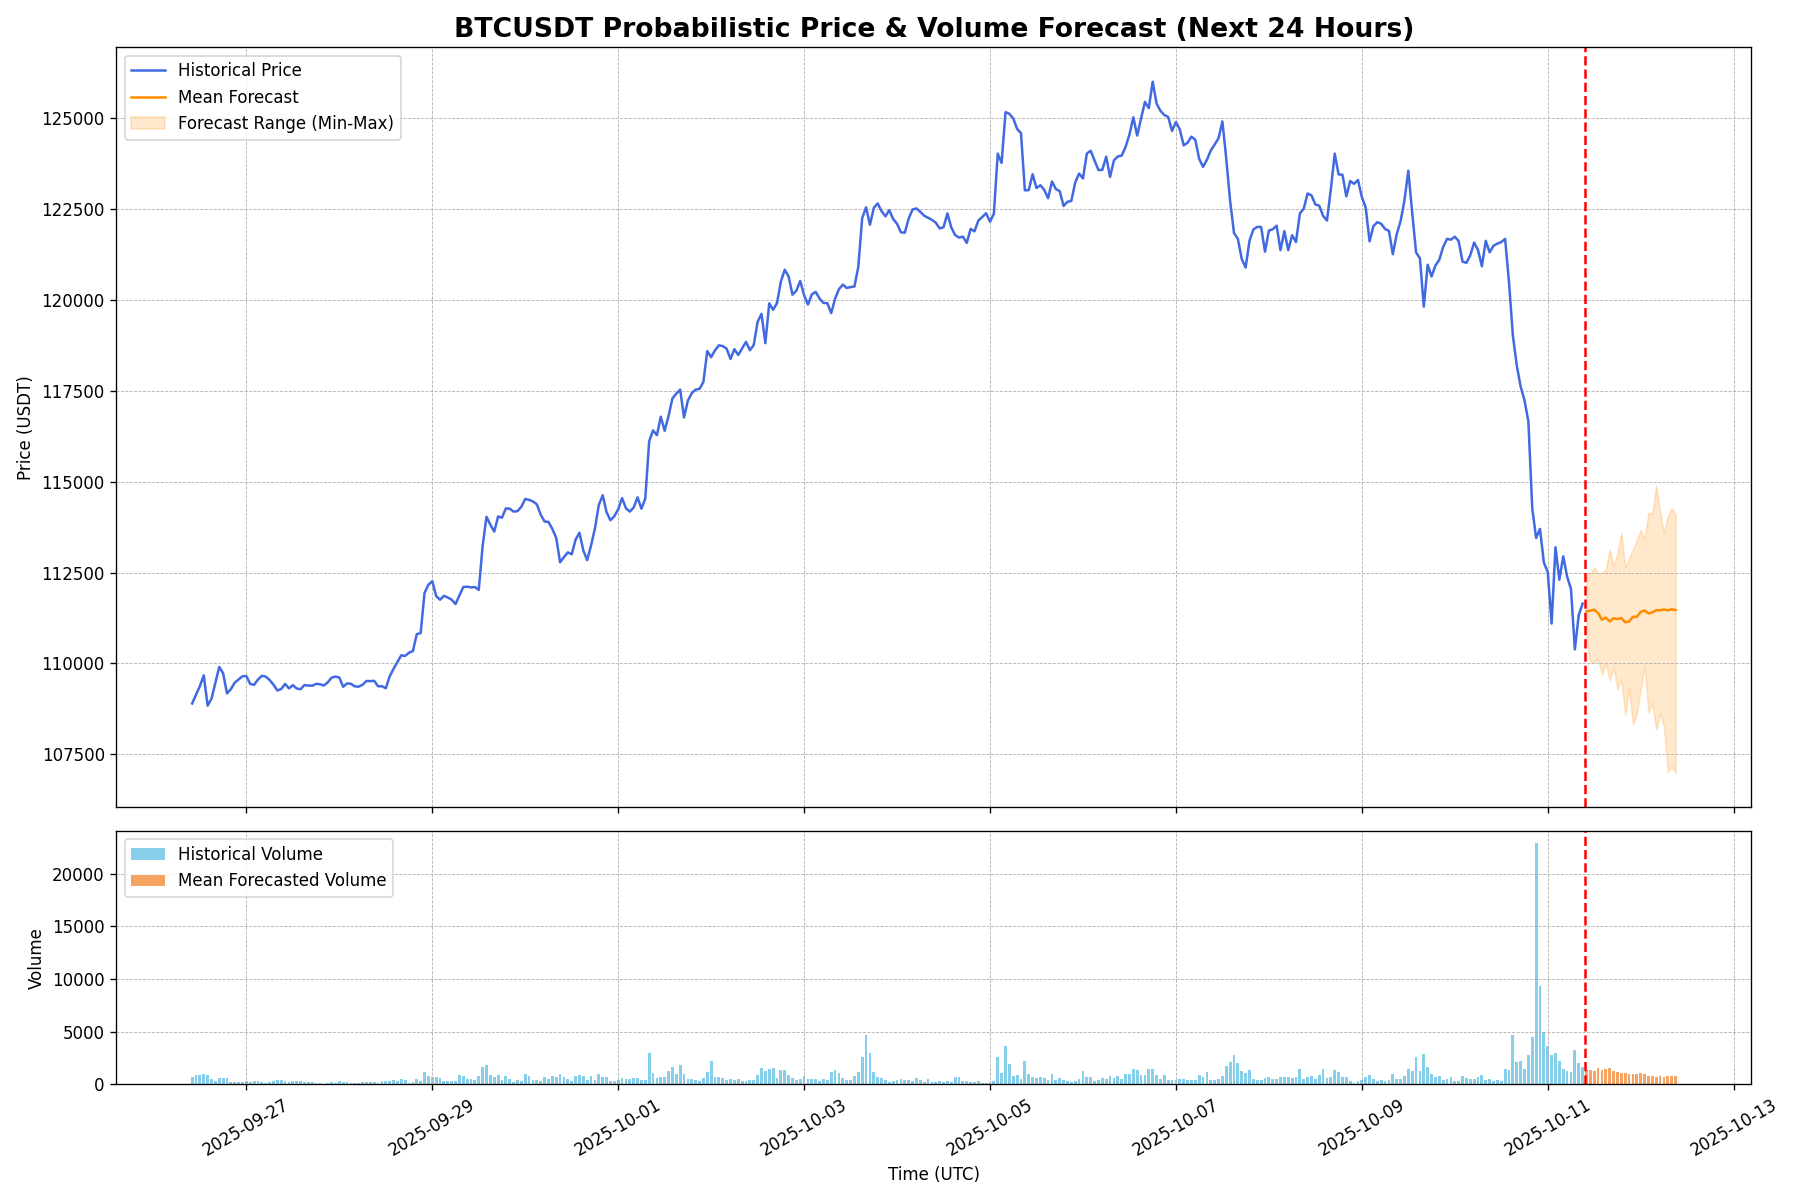 BTCUSDT Probabilistic Price & Volume Forecast (Next 24 Hours)
Historical Price
Mean Forecast
Forecast Range (Min-Max)
125000
122500
120000
117500
115000
112500
110000
107500
Price (USDT)
Historical Volume
Mean Forecasted Volume
20000
15000
10000
5000
0
Volume
2025-09-27
2025-09-29
2025-10-01
2025-10-03
2025-10-05
2025-10-07
2025-10-09
2025-10-11
2025-10-13
Time (UTC)